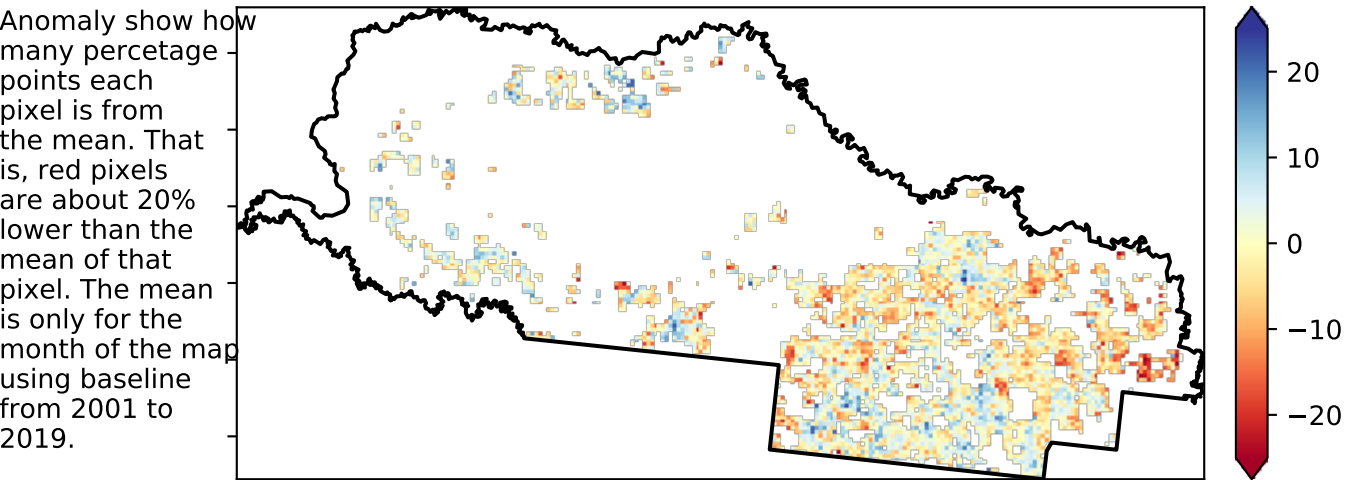 Anomaly show how
many percetage
points each
pixel is from
the mean. That
is, red pixels
are about 20%
lower than the
mean of that
pixel. The mean
is only for the
month of the map
using baseline
from 2001 to
2019.
20
10
0
−10
−20